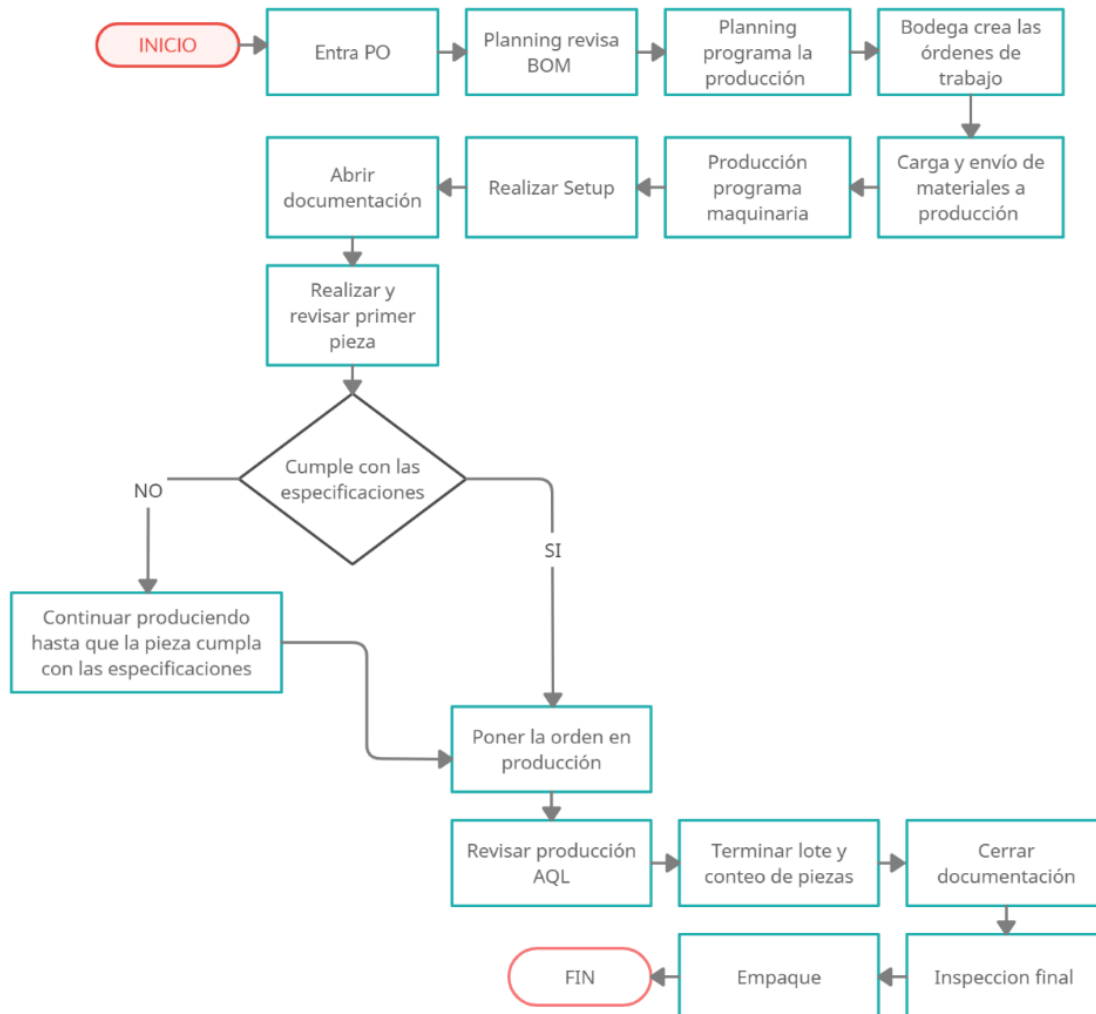 INICIO
Entra PO
Planning revisa
BOM
Planning
programa la
producción
Bodega crea las
órdenes de
trabajo
Abrir
documentación
Realizar Setup
Producción
programa
maquinaria
Carga y envío de
materiales a
producción
Realizar y
revisar primer
pieza
Cumple con las
especificaciones
NO
SI
Continuar produciendo
hasta que la pieza cumpla
con las especificaciones
Poner la orden en
producción
Revisar producción
AQL
Terminar lote y
conteo de piezas
Cerrar
documentación
FIN
Empaque
Inspeccion final